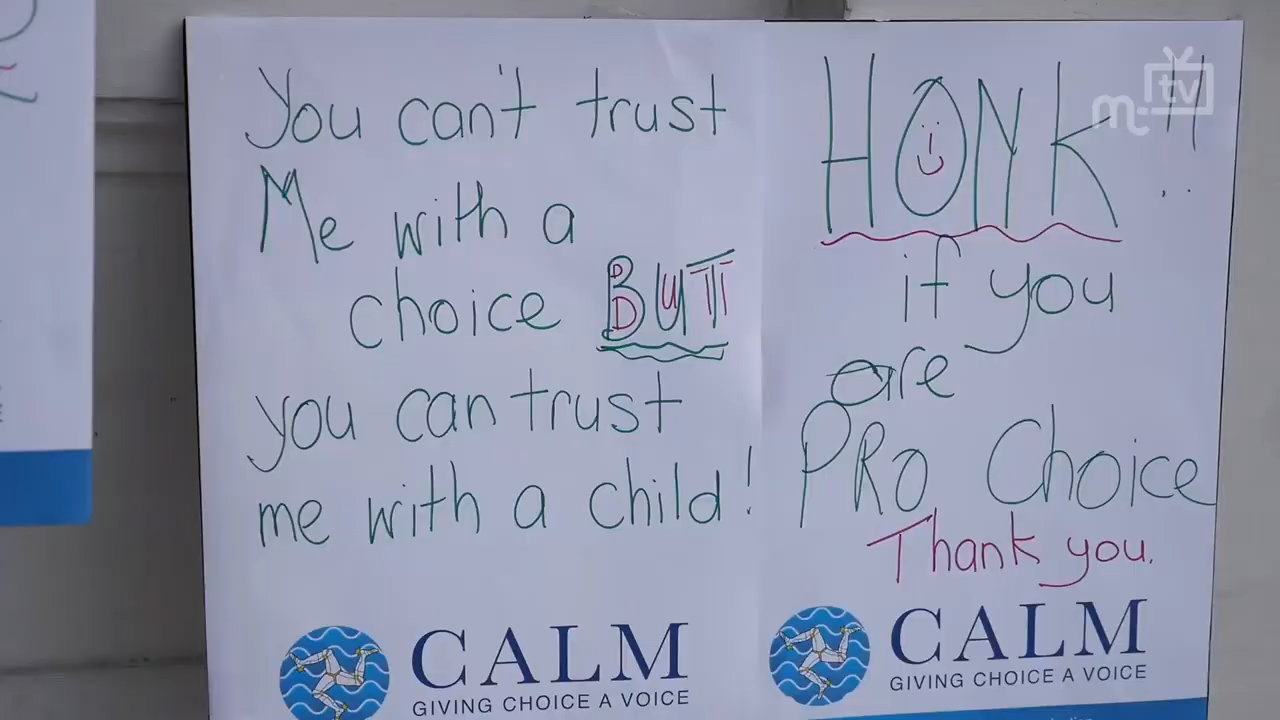 You can't trust
Me with a
choice BUT
you can trust
me with a child!
CALM
GIVING CHOICE A VOICE
HONK!!
if you
are
PRO Choice
Thank you.
CALM
GIVING CHOICE A VOICE
m.tv